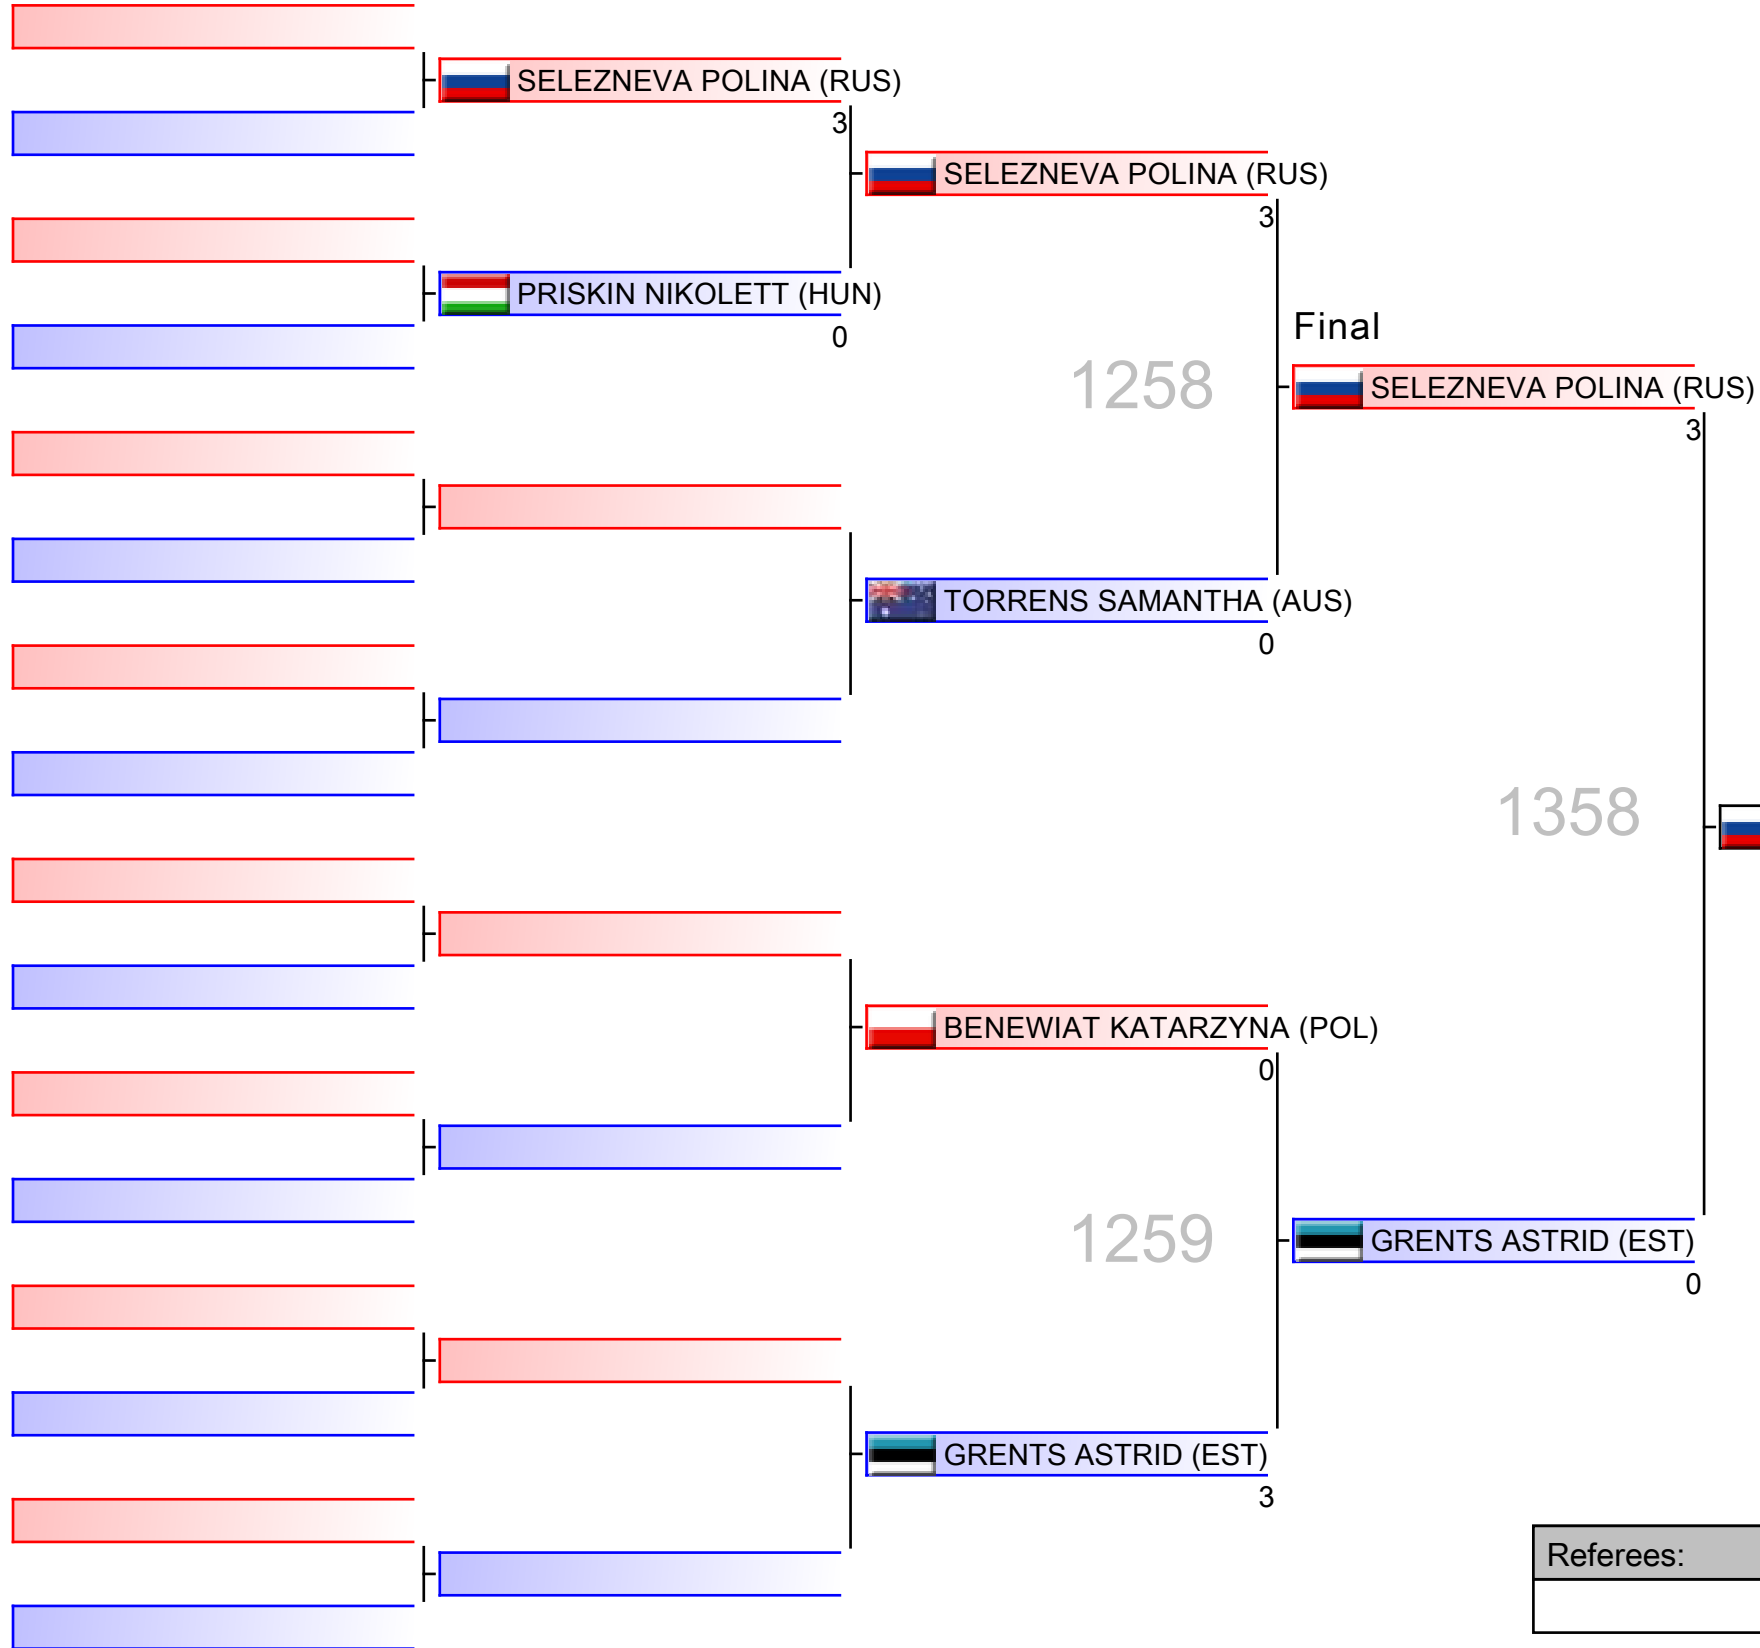 SELEZNEVA POLINA (RUS)
3
SELEZNEVA POLINA (RUS)
3
PRISKIN NIKOLETT (HUN)
0
Final
1258
SELEZNEVA POLINA (RUS)
3
TORRENS SAMANTHA (AUS)
0
1358
BENEWIAT KATARZYNA (POL)
0
1259
GRENTS ASTRID (EST)
0
GRENTS ASTRID (EST)
3
Referees: